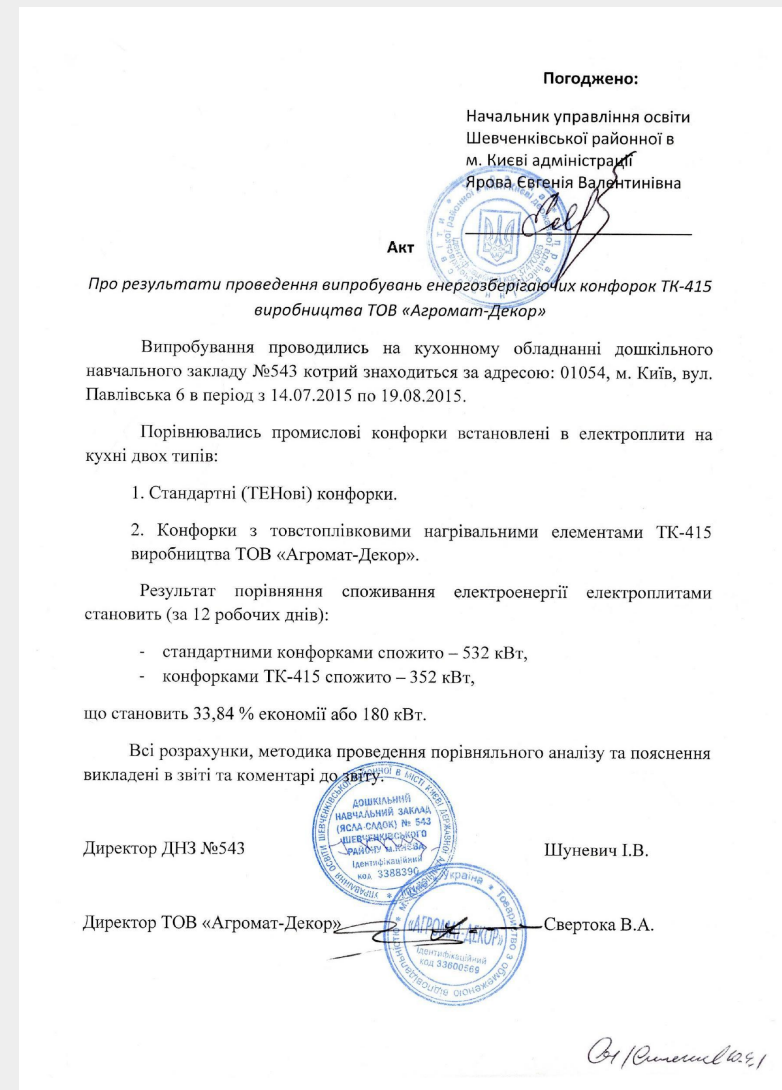 Погоджено:
Начальник управління освіти
Шевченківської районної в
м. Києві адміністрації
Ярова Євгенія Валентинівна
Акт
Про результати проведення випробувань енергозберігаючих конфорок ТК-415
виробництва ТОВ «Агромат-Декор»
Випробування проводились на кухонному обладнанні дошкільного
навчального закладу №543 котрий знаходиться за адресою: 01054, м. Київ, вул.
Павлівська 6 в період з 14.07.2015 по 19.08.2015.
Порівнювались промислові конфорки встановлені в електроплити на
кухні двох типів:
1. Стандартні (ТЕНові) конфорки.
2. Конфорки з товстоплівковими нагрівальними елементами ТК-415
виробництва ТОВ «Агромат-Декор».
Результат порівняння споживання електроенергії електроплитами
становить (за 12 робочих днів):
- стандартними конфорками спожито – 532 кВт,
- конфорками ТК-415 спожито – 352 кВт,
що становить 33,84 % економії або 180 кВт.
Всі розрахунки, методика проведення порівняльного аналізу та пояснення
викладені в звіті та коментарі до звіту.
ДОШКІЛЬНИЙ
НАВЧАЛЬНИЙ ЗАКЛАД
(ЯСЛА-САДОК) № 543
ШЕВЧЕНКІВСЬКОГО
РАЙОНУ м.КИЄВА
Ідентифікаційний
код 3388390
Директор ДНЗ №543 Шуневич І.В.
Україна * Товариство з обмеженою відповідальністю
«АГРОМАТ-ДЕКОР»
Ідентифікаційний
код 33600569
Директор ТОВ «Агромат-Декор» Свертока В.А.